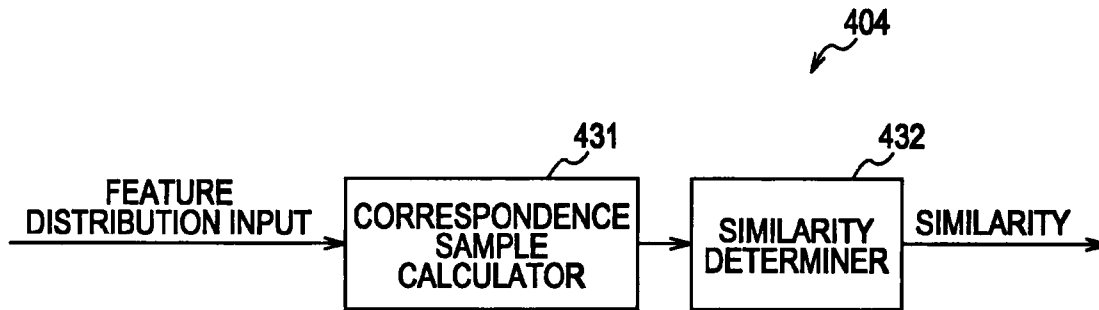 404
431
432
FEATURE
DISTRIBUTION INPUT
CORRESPONDENCE
SAMPLE
CALCULATOR
SIMILARITY
DETERMINER
SIMILARITY